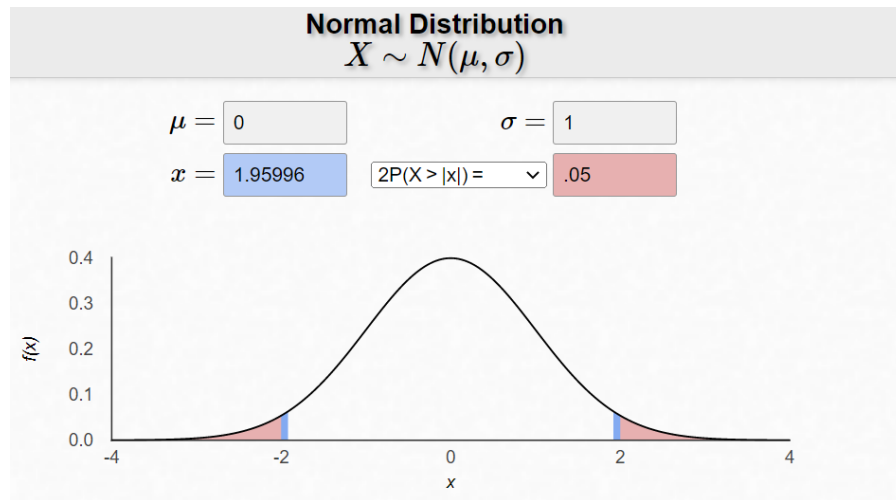 Normal Distribution
X ∼ N(μ, σ)
μ = 0 σ = 1
x = 1.95996 2P(X > |x|) = .05
0.4
0.3
0.2
0.1
0.0
f(x)
-4 -2 0 2 4
x